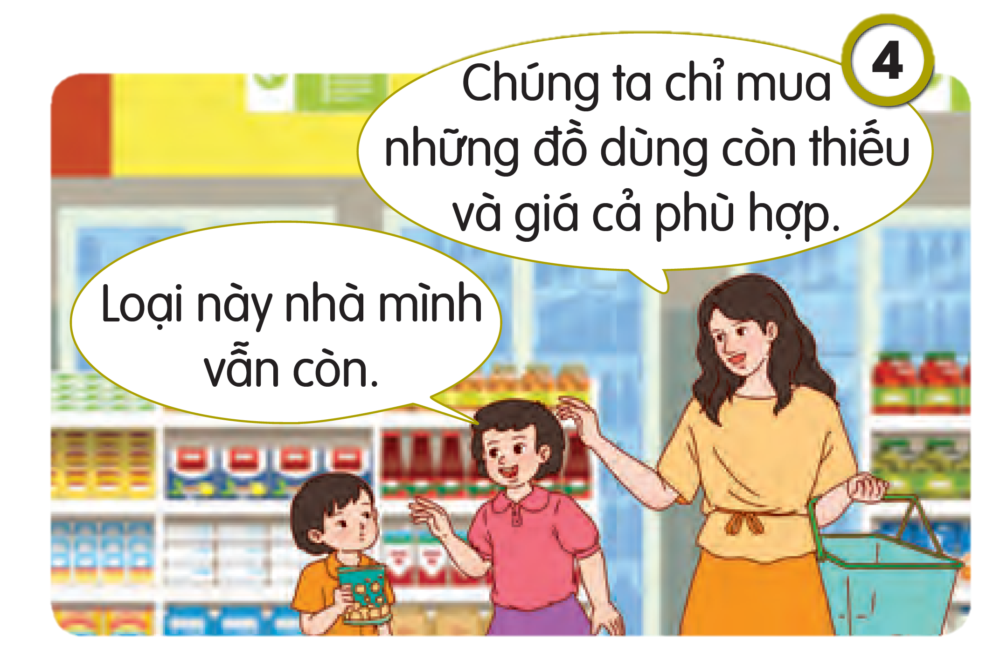 4
Chúng ta chỉ mua
những đồ dùng còn thiếu
và giá cả phù hợp.
Loại này nhà mình
vẫn còn.